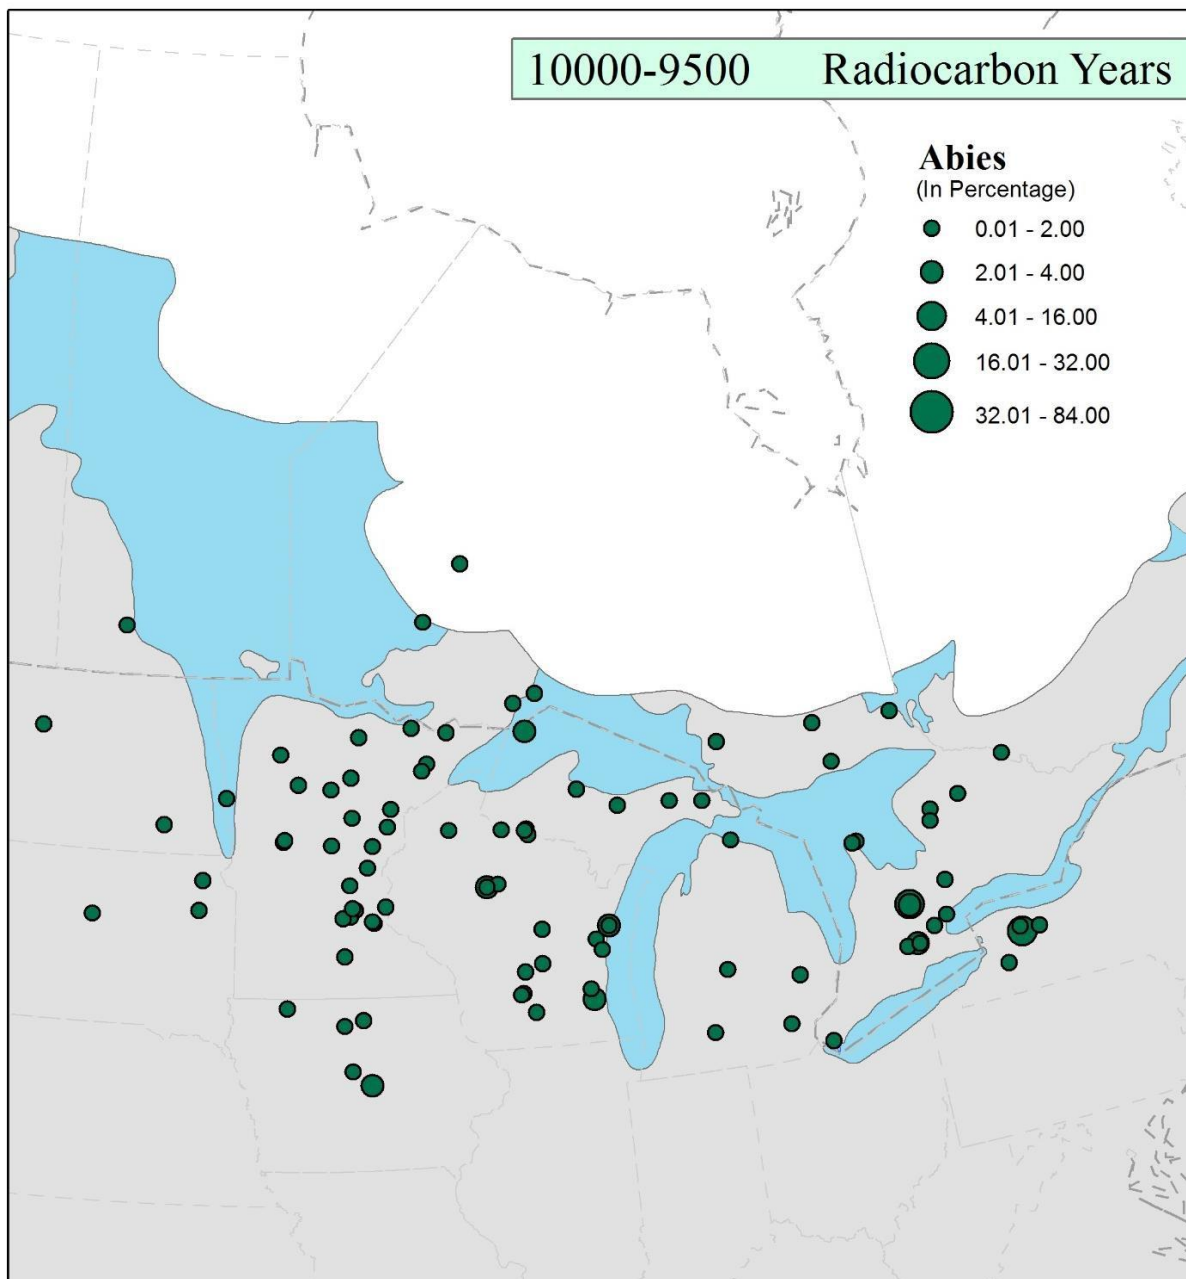 10000-9500 Radiocarbon Years
Abies
(In Percentage)
0.01 - 2.00
2.01 - 4.00
4.01 - 16.00
16.01 - 32.00
32.01 - 84.00